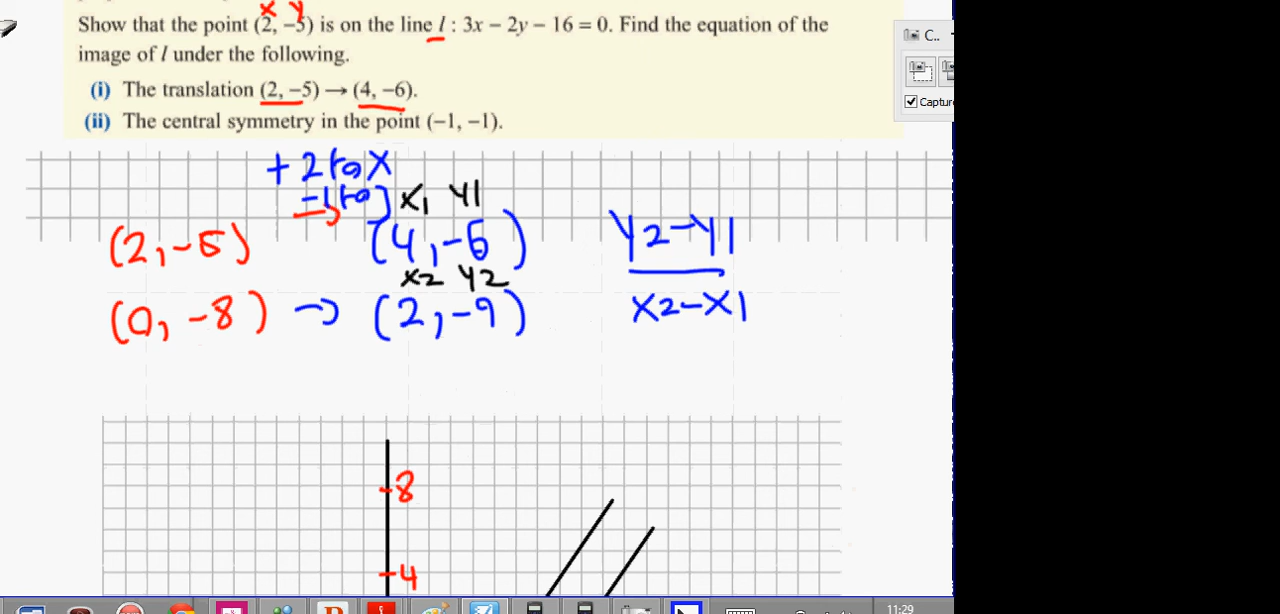 x y
Show that the point (2, −5) is on the line l : 3x − 2y − 16 = 0. Find the equation of the
image of l under the following.
(i) The translation (2, −5) → (4, −6).
(ii) The central symmetry in the point (−1, −1).
C..
Capture
+ 2 to x
-1 to y
x1 y1
(2, -5) (4, -6) y2-y1
x2 y2
(0, -8) → (2, -9) x2-x1
8
4
11:29